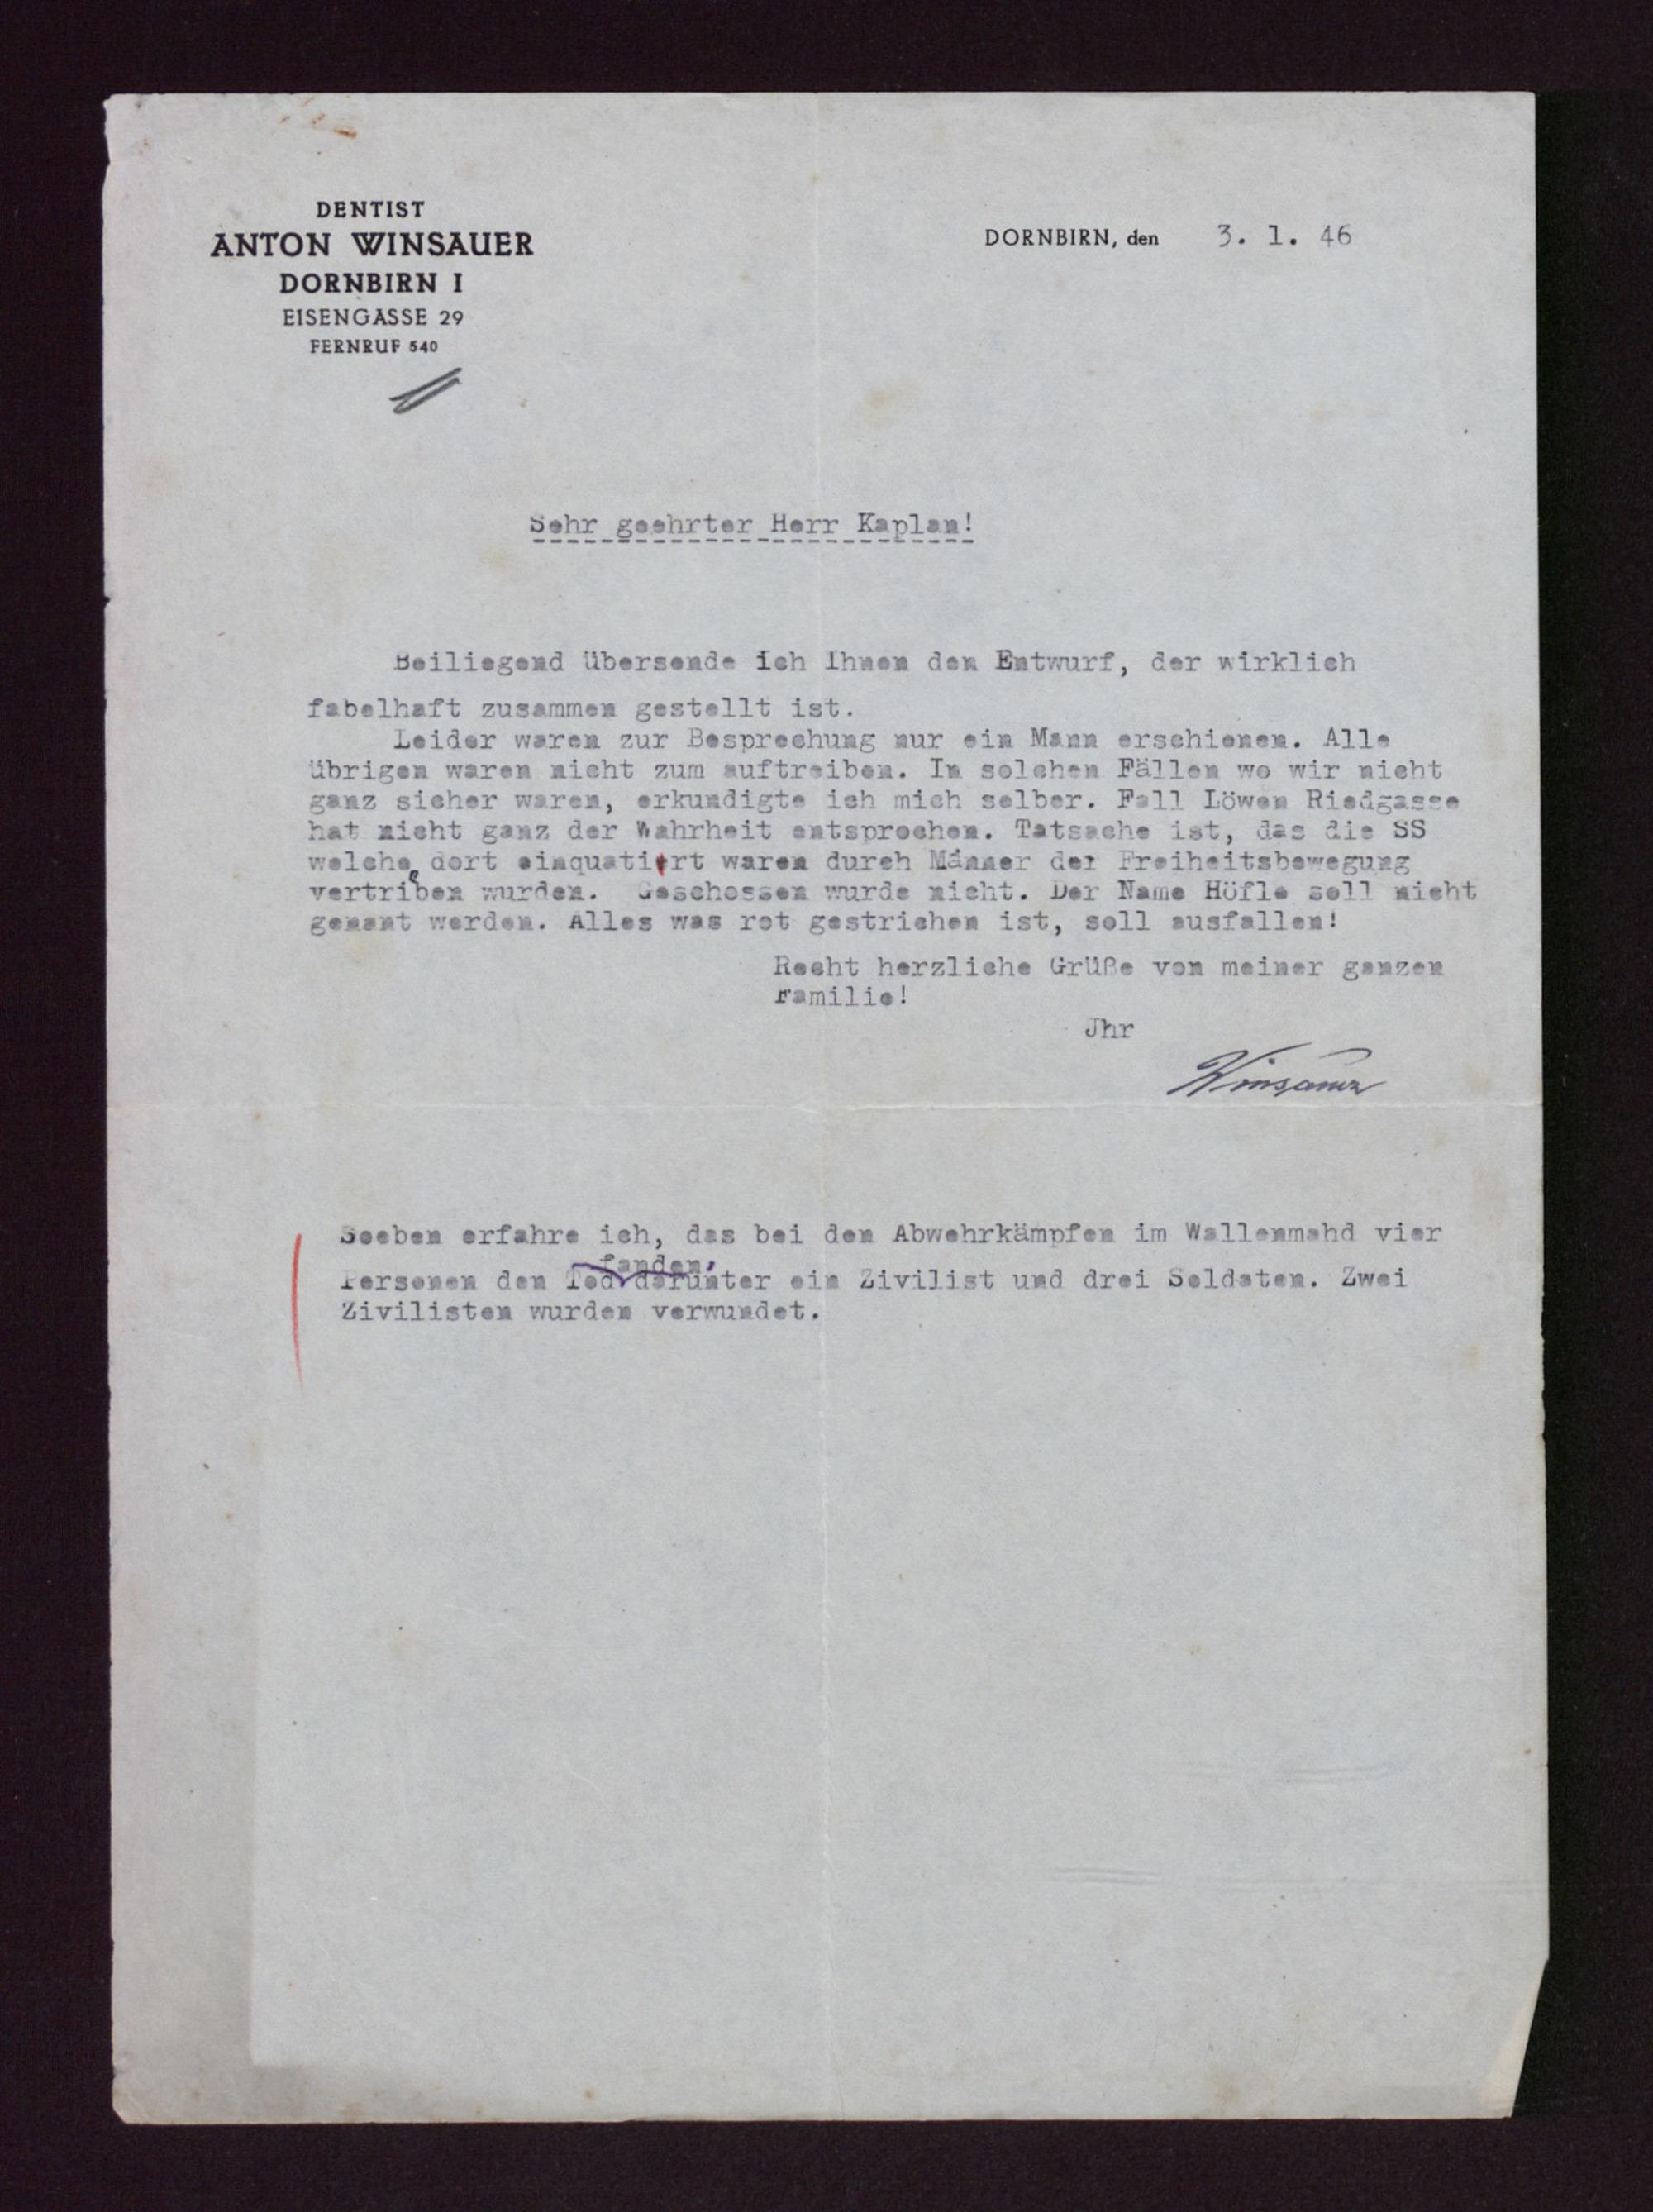 DENTIST
ANTON WINSAUER
DORNBIRN I
EISENGASSE 29
FERNRUF 540
DORNBIRN, den 3. 1. 46
Sehr geehrter Herr Kaplan!
Beiliegend übersende ich Ihnen den Entwurf, der wirklich
fabelhaft zusammen gestellt ist.
Leider waren zur Besprechung nur ein Mann erschienen. Alle
übrigen waren nicht zum auftreiben. In solchen Fällen wo wir nicht
ganz sicher waren, erkundigte ich mich selber. Fall Löwen Riedgasse
hat nicht ganz der Wahrheit entsprochen. Tatsache ist, das die SS
welche dort einquatiert waren durch Männer der Freiheitsbewegung
vertrieben wurden. Geschossen wurde nicht. Der Name Höfle soll nicht
genant werden. Alles was rot gestrichen ist, soll ausfallen!
Recht herzliche Grüße von meiner ganzen
Familie!
Jhr
Winsauer
Soeben erfahre ich, das bei den Abwehrkämpfen im Wallenmahd vier
fanden,
Personen den Tod darunter ein Zivilist und drei Soldaten. Zwei
Zivilisten wurden verwundet.